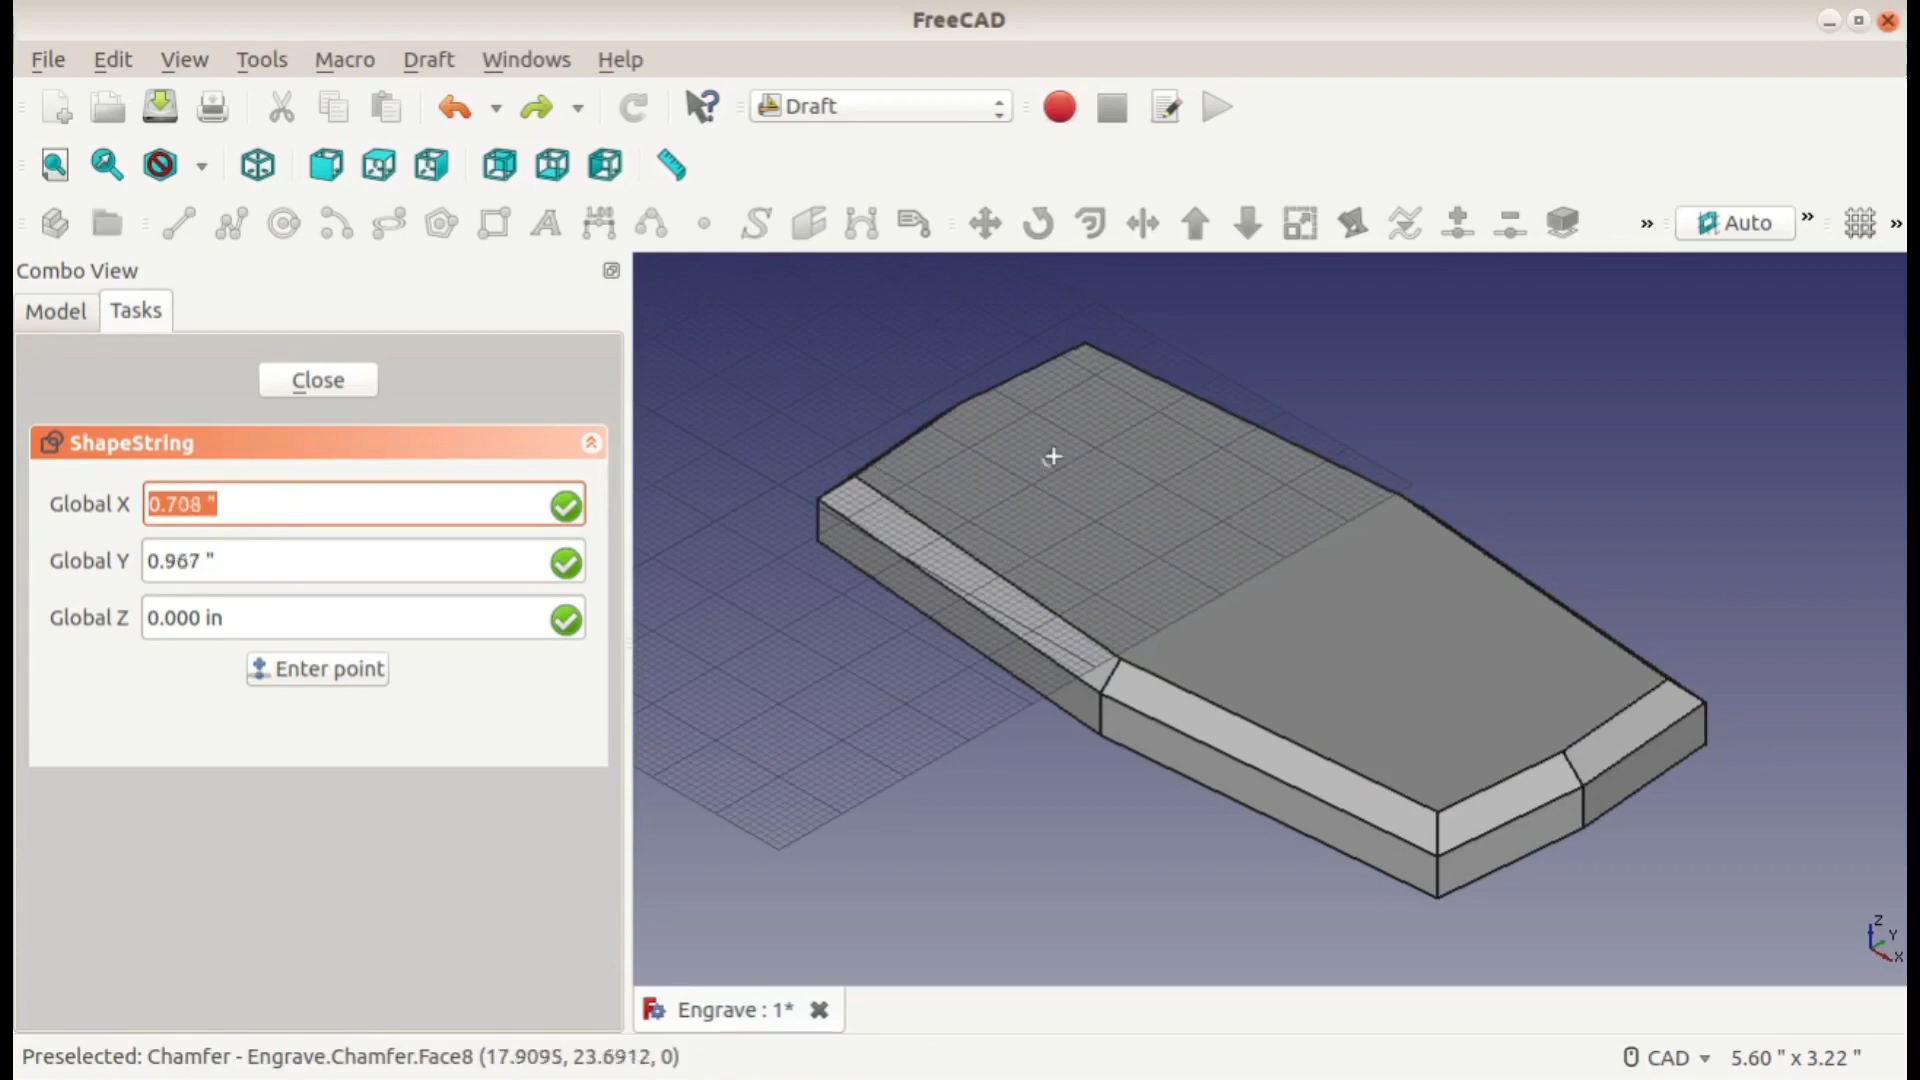 FreeCAD
File Edit View Tools Macro Draft Windows Help
Draft
A 1.00 S » Auto » »
Combo View
Model Tasks
Close
ShapeString
Global X 0.708 "
Global Y 0.967 "
Global Z 0.000 in
Enter point
Z
Y
X
Engrave : 1*
Preselected: Chamfer - Engrave.Chamfer.Face8 (17.9095, 23.6912, 0) CAD 5.60 " x 3.22 "